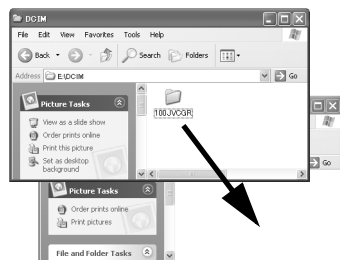 DCIM
File Edit View Favorites Tools Help
Back Search Folders
Address E:\DCIM Go
Picture Tasks
View as a slide show
Order prints online
Print this picture
Set as desktop background
100JVCGR
Go
Picture Tasks
Order prints online
Print pictures
File and Folder Tasks